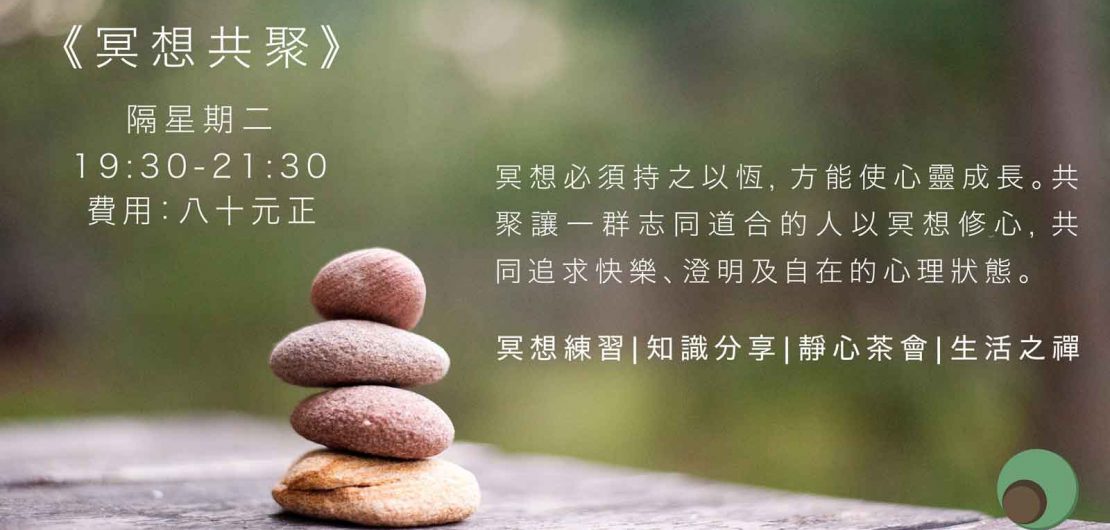 《冥想共聚》
隔星期二
19:30-21:30
費用:八十元正
冥想必須持之以恆, 方能使心靈成長。共
聚讓一群志同道合的人以冥想修心, 共
同追求快樂、澄明及自在的心理狀態。
冥想練習|知識分享|靜心茶會|生活之禪